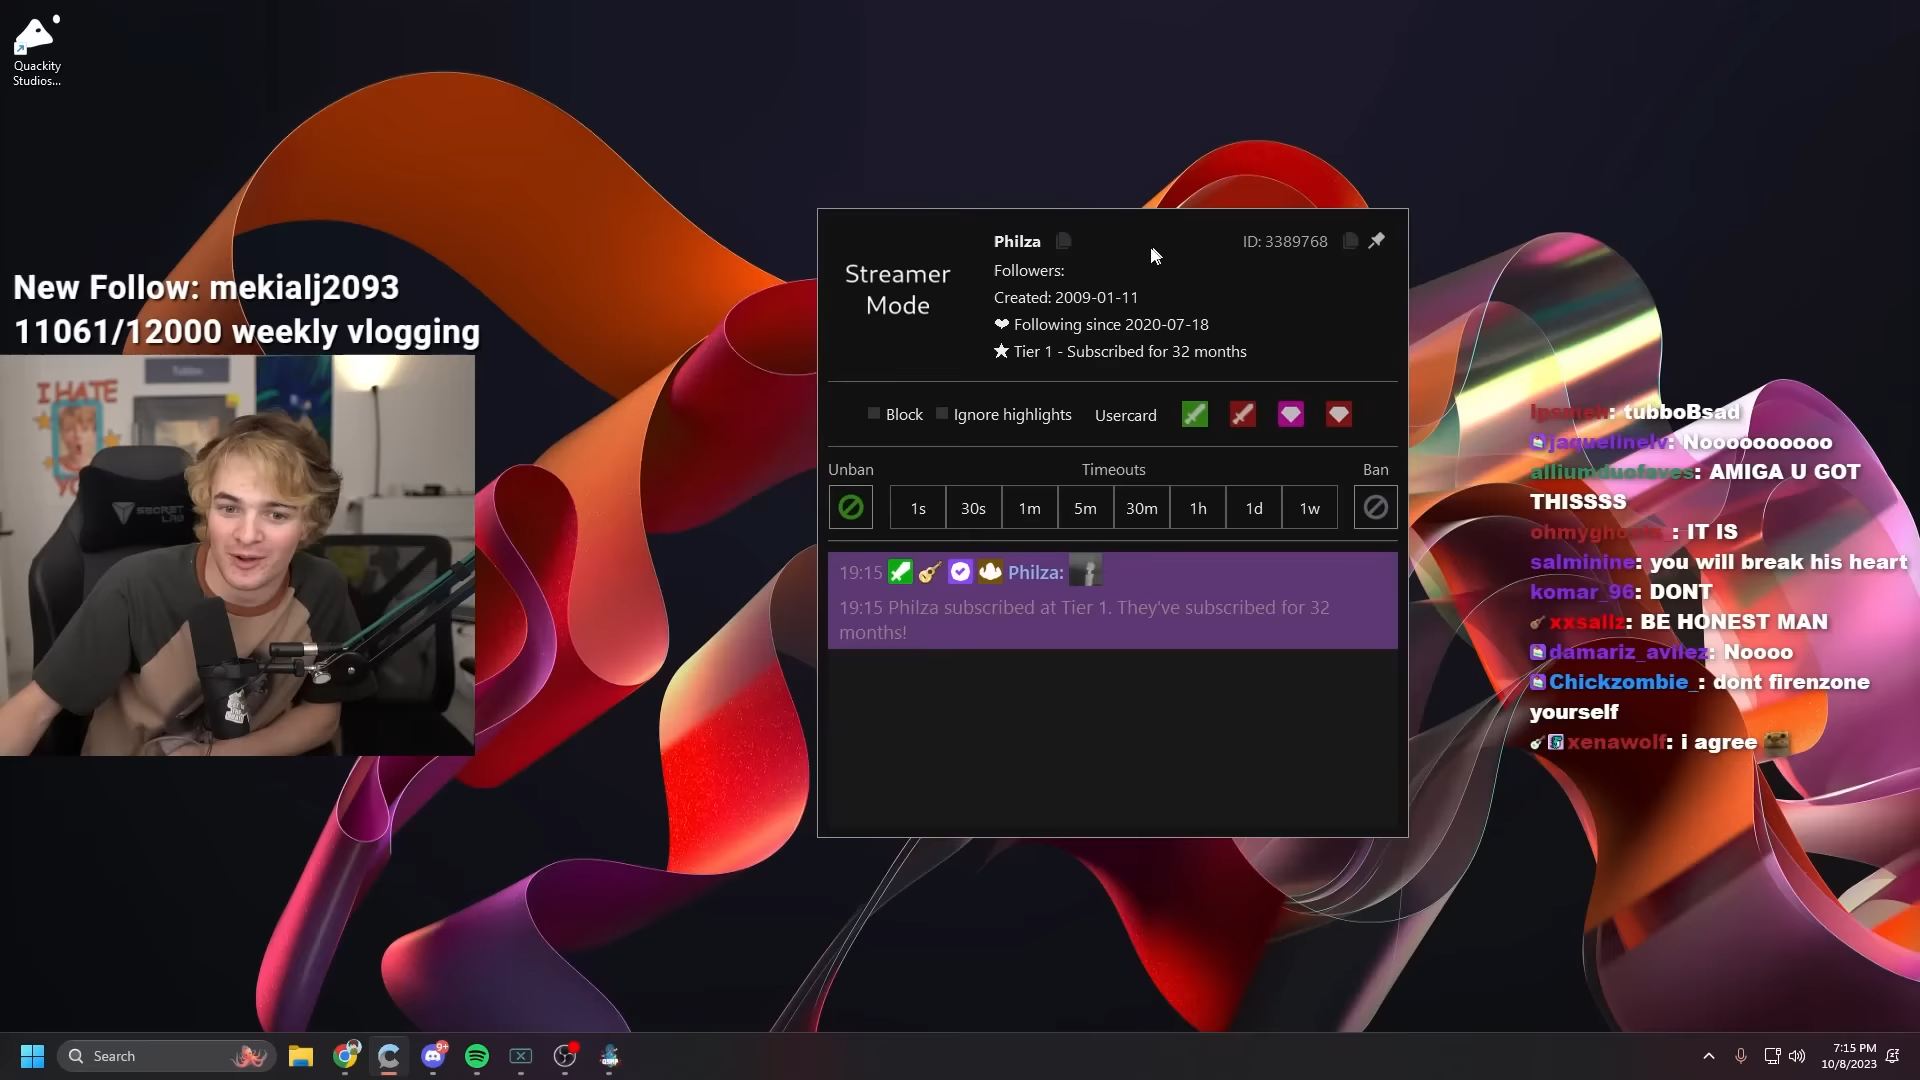 Quackity
Studios...
New Follow: mekialj2093
11061/12000 weekly vlogging
I HATE
SECRET
LAB
Streamer
Mode
Philza
ID: 3389768
Followers:
Created: 2009-01-11
❤ Following since 2020-07-18
★ Tier 1 - Subscribed for 32 months
Block
Ignore highlights
Usercard
Unban
Timeouts
Ban
1s
30s
1m
5m
30m
1h
1d
1w
19:15 Philza:
19:15 Philza subscribed at Tier 1. They've subscribed for 32
months!
: tubboBsad
jaquelinelv: Noooooooooo
alliumduofaves: AMIGA U GOT
THISSSS
: IT IS
salminine: you will break his heart
komar_96: DONT
xxsallz: BE HONEST MAN
damariz_avilez: Noooo
Chickzombie_: dont firenzone
yourself
xenawolf: i agree
Search
9+
7:15 PM
10/8/2023